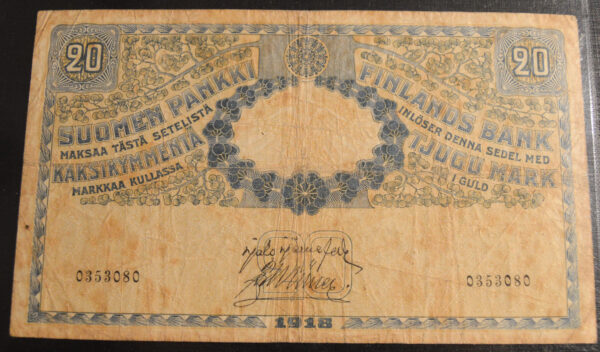 20
20
SUOMEN PANKKI
MAKSAA TÄSTÄ SETELISTÄ
KAKSIKYMMENTÄ
MARKKAA KULLASSA
FINLANDS BANK
INLÖSER DENNA SEDEL MED
TJUGU MARK
I GULD
0353080
0353080
1918